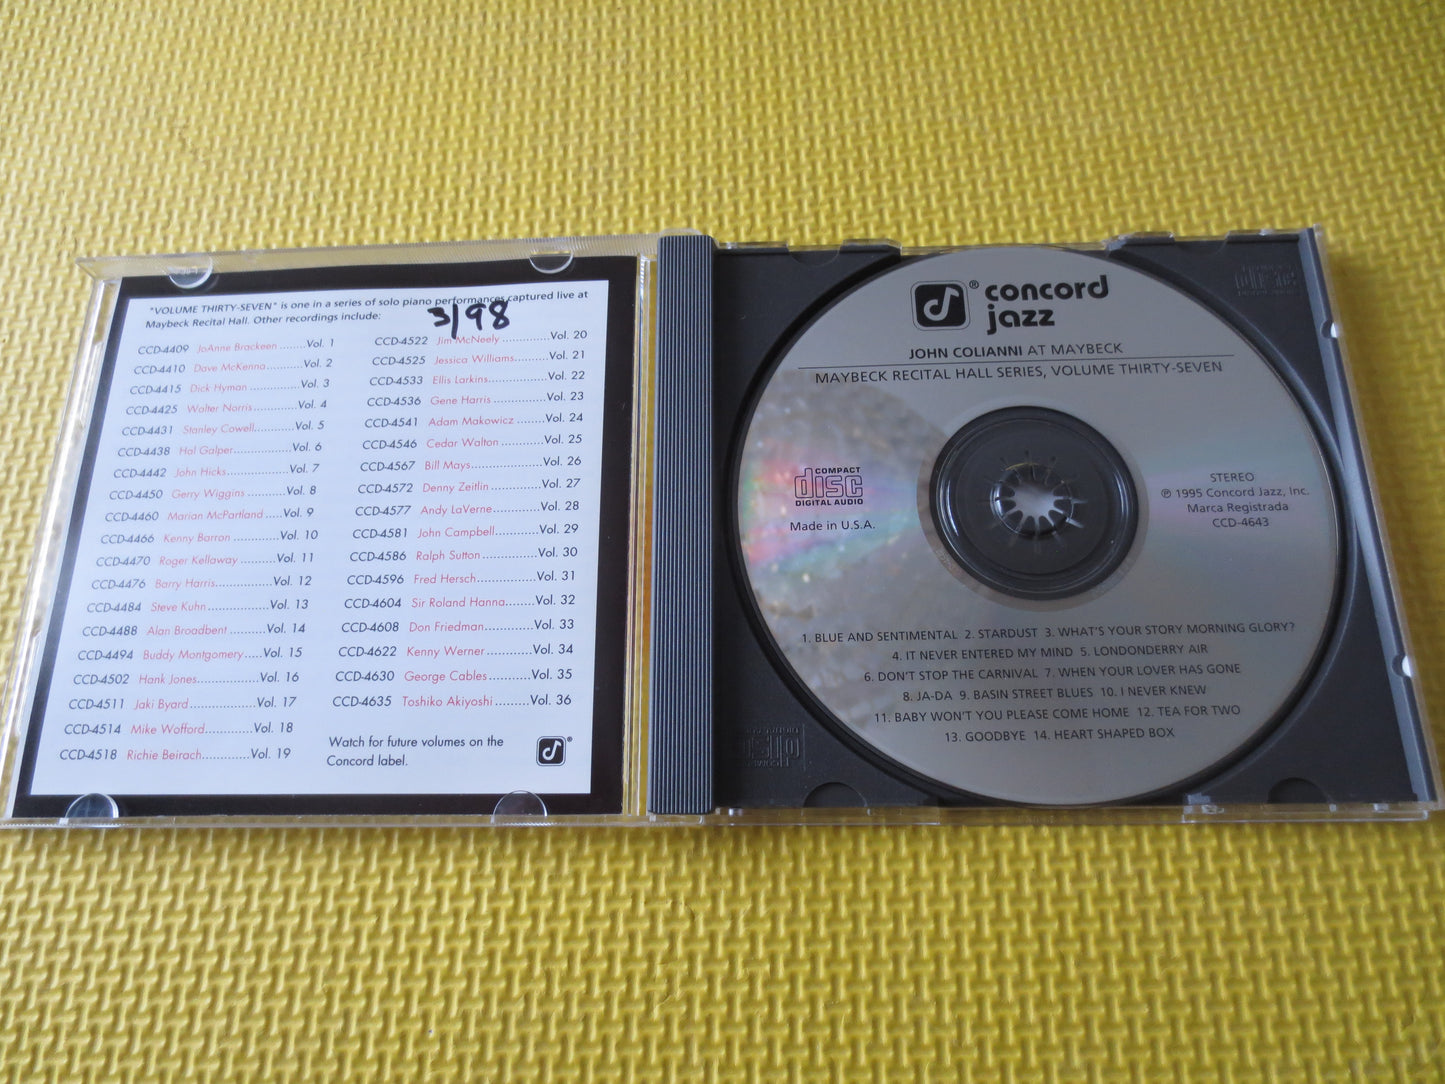 "VOLUME THIRTY-SEVEN" is one in a series of solo piano performances captured live at
Maybeck Recital Hall. Other recordings include:
3/98
CCD-4409 JoAnne Brackeen ........Vol. 1
CCD-4410 Dave McKenna...........Vol. 2
CCD-4415 Dick Hyman ..............Vol. 3
CCD-4425 Walter Norris.............Vol. 4
CCD-4431 Stanley Cowell............Vol. 5
CCD-4438 Hal Galper.................Vol. 6
CCD-4442 John Hicks..................Vol. 7
CCD-4450 Gerry Wiggins ...........Vol. 8
CCD-4460 Marian McPartland .....Vol. 9
CCD-4466 Kenny Barron ............Vol. 10
CCD-4470 Roger Kellaway ..........Vol. 11
CCD-4476 Barry Harris...............Vol. 12
CCD-4484 Steve Kuhn ................Vol. 13
CCD-4488 Alan Broadbent ..........Vol. 14
CCD-4494 Buddy Montgomery.....Vol. 15
CCD-4502 Hank Jones................Vol. 16
CCD-4511 Jaki Byard.................Vol. 17
CCD-4514 Mike Wofford.............Vol. 18
CCD-4518 Richie Beirach.............Vol. 19
CCD-4522 Jim McNeely .............Vol. 20
CCD-4525 Jessica Williams.........Vol. 21
CCD-4533 Ellis Larkins................Vol. 22
CCD-4536 Gene Harris ...............Vol. 23
CCD-4541 Adam Makowicz ........Vol. 24
CCD-4546 Cedar Walton ............Vol. 25
CCD-4567 Bill Mays....................Vol. 26
CCD-4572 Denny Zeitlin .............Vol. 27
CCD-4577 Andy LaVerne.............Vol. 28
CCD-4581 John Campbell............Vol. 29
CCD-4586 Ralph Sutton ..............Vol. 30
CCD-4596 Fred Hersch................Vol. 31
CCD-4604 Sir Roland Hanna........Vol. 32
CCD-4608 Don Friedman.............Vol. 33
CCD-4622 Kenny Werner ............Vol. 34
CCD-4630 George Cables............Vol. 35
CCD-4635 Toshiko Akiyoshi .........Vol. 36
Watch for future volumes on the
Concord label.
®
®
concord
jazz
JOHN COLIANNI AT MAYBECK
MAYBECK RECITAL HALL SERIES, VOLUME THIRTY-SEVEN
COMPACT
disc
DIGITAL AUDIO
Made in U.S.A.
STEREO
℗ 1995 Concord Jazz, Inc.
Marca Registrada
CCD-4643
1. BLUE AND SENTIMENTAL 2. STARDUST 3. WHAT'S YOUR STORY MORNING GLORY?
4. IT NEVER ENTERED MY MIND 5. LONDONDERRY AIR
6. DON'T STOP THE CARNIVAL 7. WHEN YOUR LOVER HAS GONE
8. JA-DA 9. BASIN STREET BLUES 10. I NEVER KNEW
11. BABY WON'T YOU PLEASE COME HOME 12. TEA FOR TWO
13. GOODBYE 14. HEART SHAPED BOX